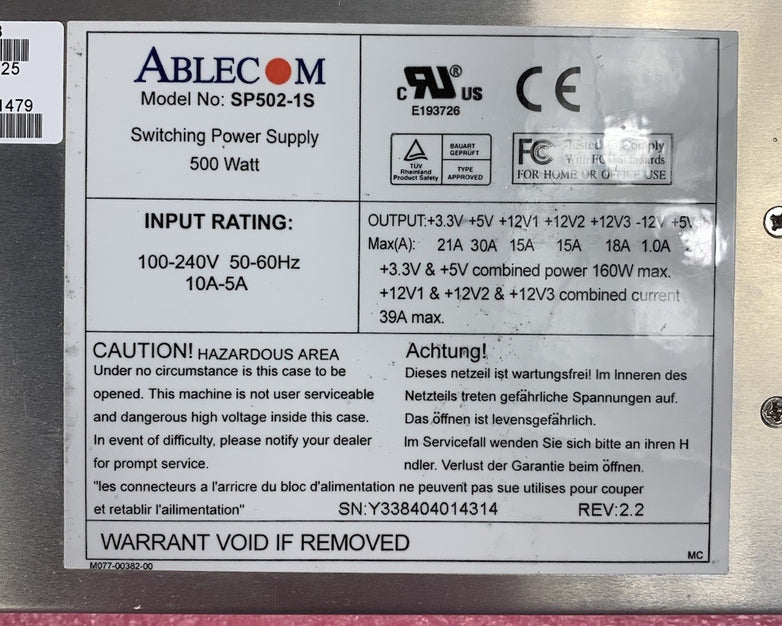 8
25
1479
ABLECOM
Model No: SP502-1S
Switching Power Supply
500 Watt
c RU ® US
E193726
CE
TÜV
Rheinland
Product Safety
BAUART
GEPRÜFT
TYPE
APPROVED
FC Tested to Comply
With FCC Standards
FOR HOME OR OFFICE USE
INPUT RATING:
100-240V 50-60Hz
10A-5A
OUTPUT:+3.3V +5V +12V1 +12V2 +12V3 -12V +5V
Max(A): 21A 30A 15A 15A 18A 1.0A
+3.3V & +5V combined power 160W max.
+12V1 & +12V2 & +12V3 combined current
39A max.
CAUTION! HAZARDOUS AREA
Under no circumstance is this case to be
opened. This machine is not user serviceable
and dangerous high voltage inside this case.
In event of difficulty, please notify your dealer
for prompt service.
Achtung!
Dieses netzeil ist wartungsfrei! Im Inneren des
Netzteils treten gefährliche Spannungen auf.
Das öffnen ist levensgefährlich.
Im Servicefall wenden Sie sich bitte an ihren H
ndler. Verlust der Garantie beim öffnen.
"les connecteurs a l'arricre du bloc d'alimentation ne peuvent pas sue utilises pour couper
et retablir l'ailimentation"
SN:Y338404014314 REV:2.2
WARRANT VOID IF REMOVED
MC
M077-00382-00